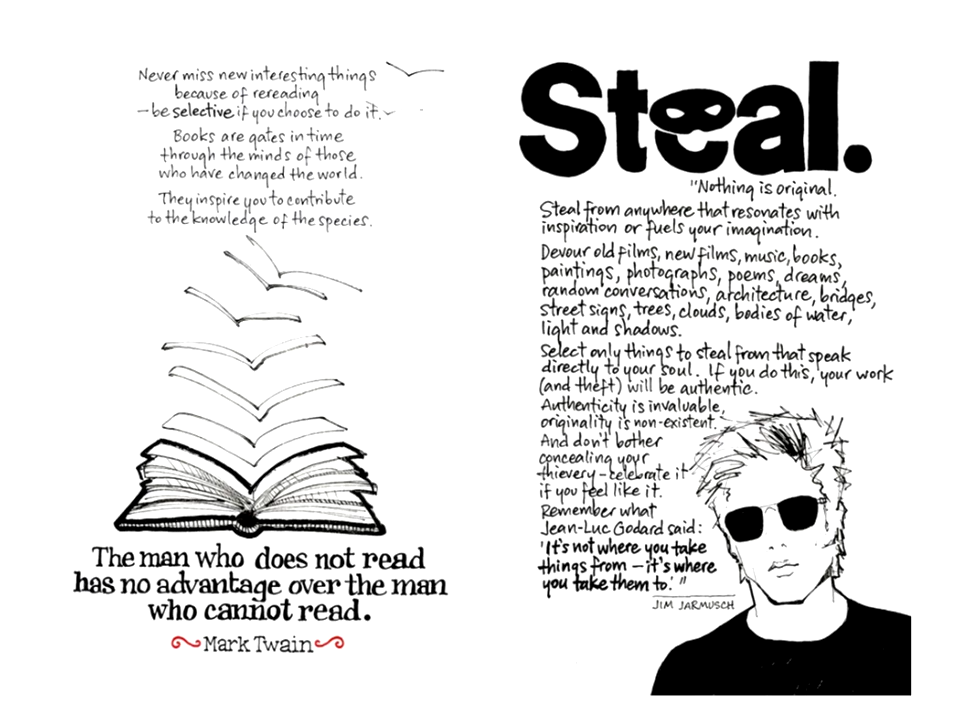 Never miss new interesting things
because of rereading
– be selective if you choose to do it.
Books are gates in time
through the minds of those
who have changed the world.
They inspire you to contribute
to the knowledge of the species.
The man who does not read
has no advantage over the man
who cannot read.
Mark Twain
Steal.
"Nothing is original.
Steal from anywhere that resonates with
inspiration or fuels your imagination.
Devour old films, new films, music, books,
paintings, photographs, poems, dreams,
random conversations, architecture, bridges,
street signs, trees, clouds, bodies of water,
light and shadows.
Select only things to steal from that speak
directly to your soul. If you do this, your work
(and theft) will be authentic.
Authenticity is invaluable,
originality is non-existent.
And don't bother
concealing your
thievery – celebrate it
if you feel like it.
Remember what
Jean-Luc Godard said:
'It's not where you take
things from – it's where
you take them to.'"
JIM JARMUSCH